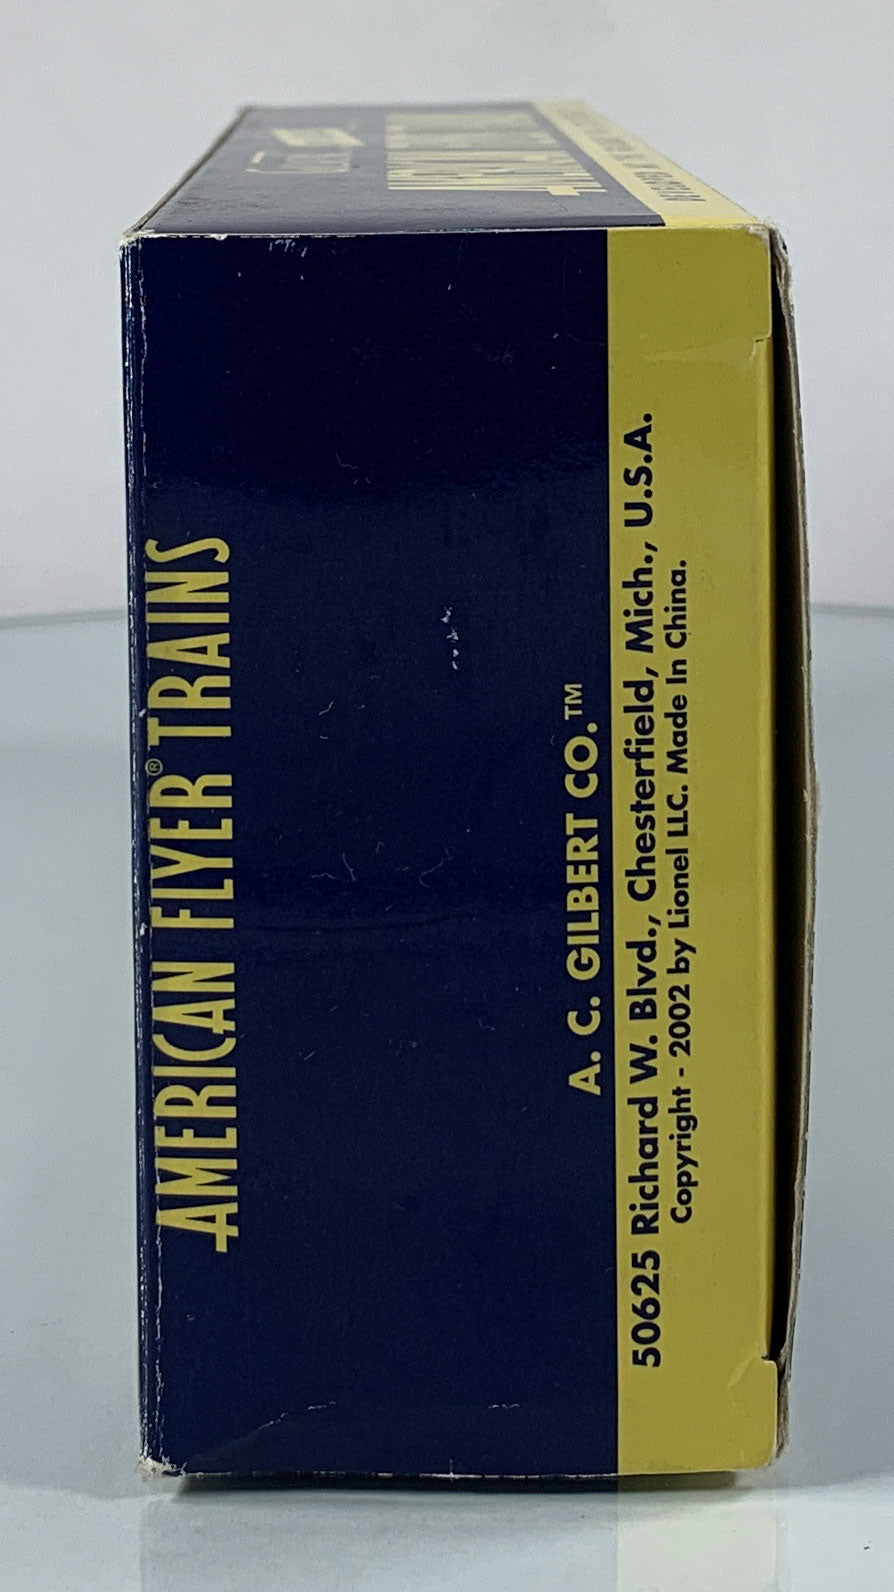 AMERICAN FLYER® TRAINS
A. C. GILBERT CO.™
50625 Richard W. Blvd., Chesterfield, Mich., U.S.A.
Copyright - 2002 by Lionel LLC. Made In China.